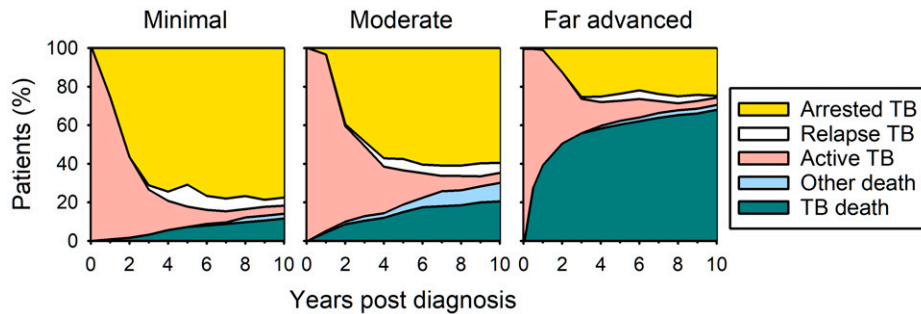 Minimal
Moderate
Far advanced
Patients (%)
100
80
60
40
20
0
0 2 4 6 8 10
0 2 4 6 8 10
0 2 4 6 8 10
Years post diagnosis
Arrested TB
Relapse TB
Active TB
Other death
TB death